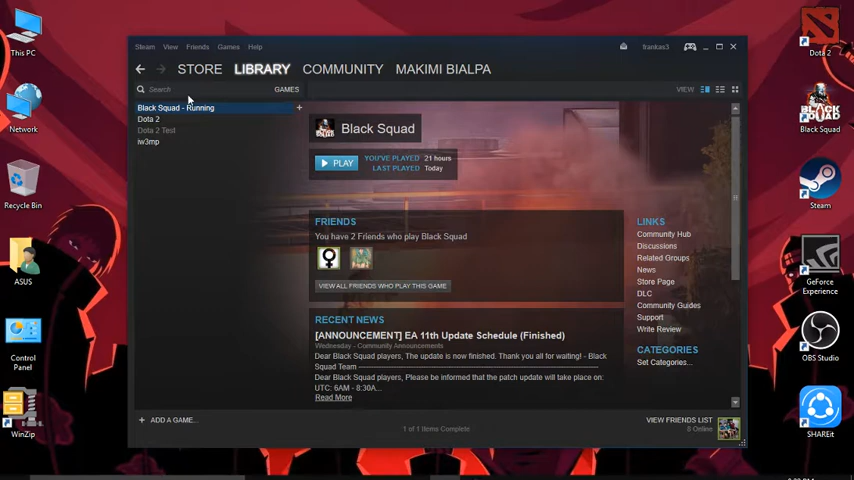 This PC
Network
Recycle Bin
ASUS
Control
Panel
WinZip
Steam View Friends Games Help
frankas3
STORE LIBRARY COMMUNITY MAKIMI BIALPA
Search GAMES
VIEW
Black Squad - Running
Dota 2
Dota 2 Test
iw3mp
Black Squad
PLAY
YOU'VE PLAYED 21 hours
LAST PLAYED Today
FRIENDS
You have 2 Friends who play Black Squad
VIEW ALL FRIENDS WHO PLAY THIS GAME
RECENT NEWS
[ANNOUNCEMENT] EA 11th Update Schedule (Finished)
Wednesday - Community Announcements
Dear Black Squad players, The update is now finished. Thank you all for waiting! - Black
Squad Team
Dear Black Squad players, Please be informed that the patch update will take place on:
UTC: 6AM - 8:30A...
Read More
LINKS
Community Hub
Discussions
Related Groups
News
Store Page
DLC
Community Guides
Support
Write Review
CATEGORIES
Set Categories...
+ ADD A GAME...
1 of 1 Items Complete
VIEW FRIENDS LIST
Online
Dota 2
BLACK
SQUAD
Black Squad
Steam
GeForce
Experience
OBS Studio
SHAREit